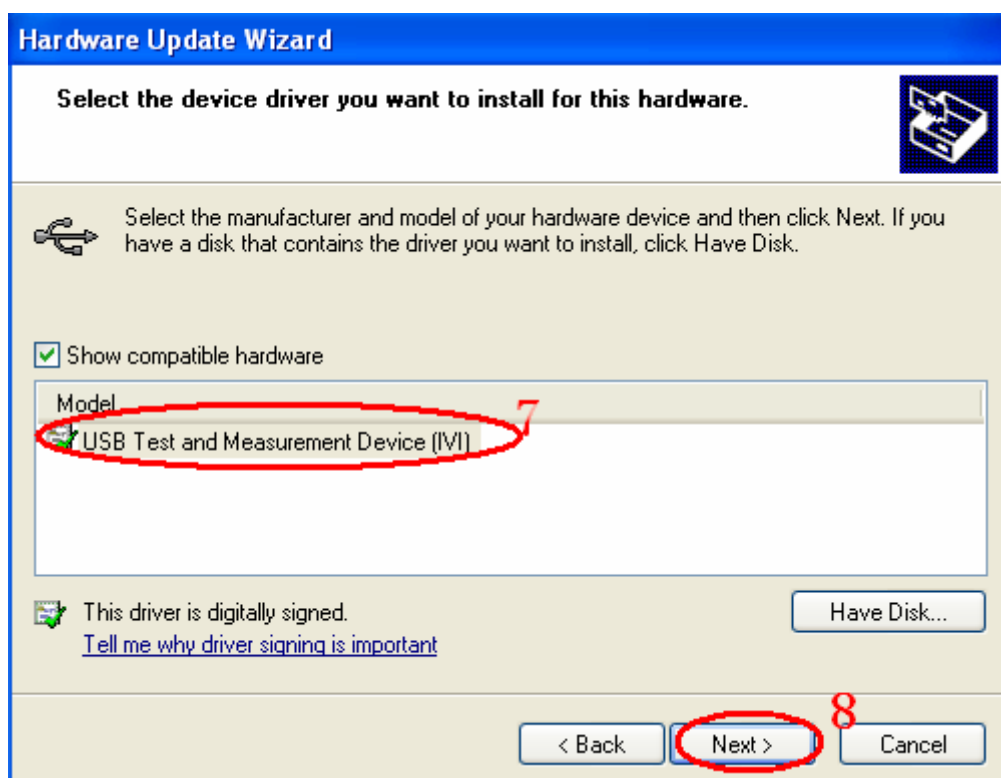 Hardware Update Wizard
Select the device driver you want to install for this hardware.
Select the manufacturer and model of your hardware device and then click Next. If you
have a disk that contains the driver you want to install, click Have Disk.
Show compatible hardware
Model
7
USB Test and Measurement Device (IVI)
This driver is digitally signed.
Have Disk...
Tell me why driver signing is important
8
< Back
Next >
Cancel